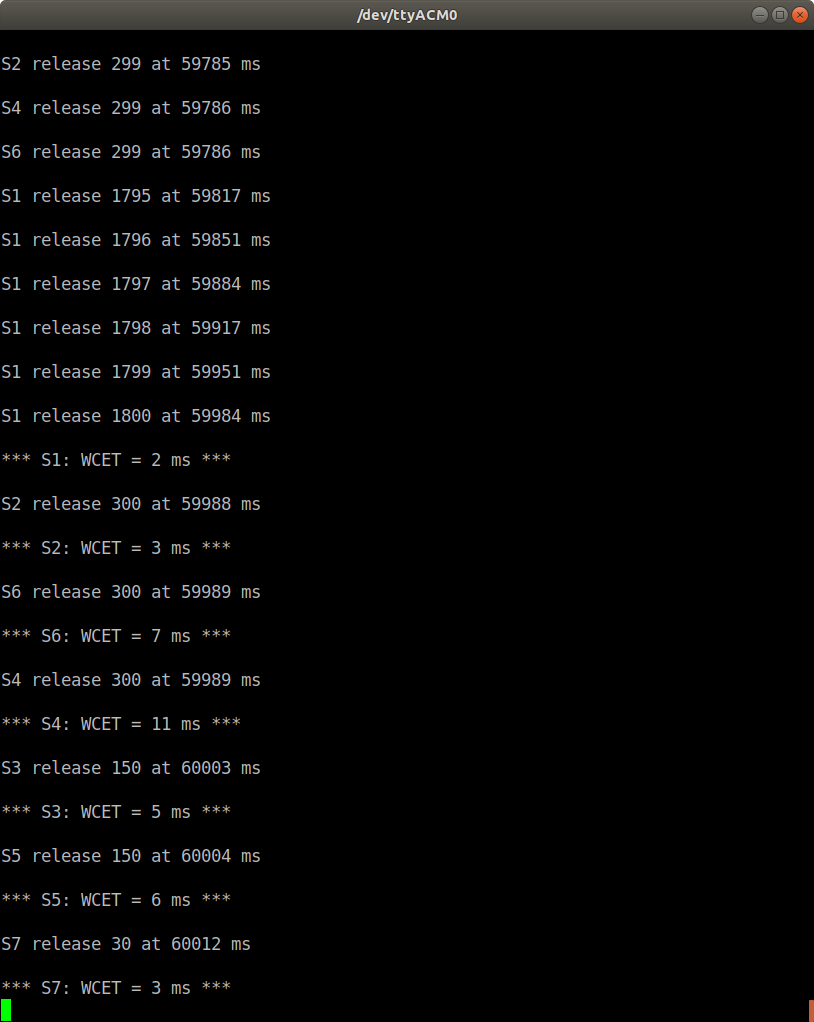 /dev/ttyACM0
S2 release 299 at 59785 ms
S4 release 299 at 59786 ms
S6 release 299 at 59786 ms
S1 release 1795 at 59817 ms
S1 release 1796 at 59851 ms
S1 release 1797 at 59884 ms
S1 release 1798 at 59917 ms
S1 release 1799 at 59951 ms
S1 release 1800 at 59984 ms
*** S1: WCET = 2 ms ***
S2 release 300 at 59988 ms
*** S2: WCET = 3 ms ***
S6 release 300 at 59989 ms
*** S6: WCET = 7 ms ***
S4 release 300 at 59989 ms
*** S4: WCET = 11 ms ***
S3 release 150 at 60003 ms
*** S3: WCET = 5 ms ***
S5 release 150 at 60004 ms
*** S5: WCET = 6 ms ***
S7 release 30 at 60012 ms
*** S7: WCET = 3 ms ***